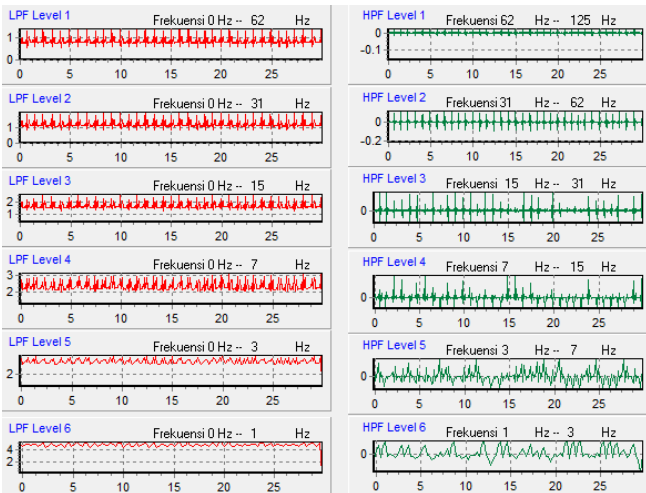 LPF Level 1 Frekuensi 0 Hz -- 62 Hz
1
0
0 5 10 15 20 25
LPF Level 2 Frekuensi 0 Hz -- 31 Hz
1
0
0 5 10 15 20 25
LPF Level 3 Frekuensi 0 Hz -- 15 Hz
2
1
0 5 10 15 20 25
LPF Level 4 Frekuensi 0 Hz -- 7 Hz
3
2
0 5 10 15 20 25
LPF Level 5 Frekuensi 0 Hz -- 3 Hz
2
0 5 10 15 20 25
LPF Level 6 Frekuensi 0 Hz -- 1 Hz
4
2
0 5 10 15 20 25
HPF Level 1 Frekuensi 62 Hz -- 125 Hz
0
-0.1
0 5 10 15 20 25
HPF Level 2 Frekuensi 31 Hz -- 62 Hz
0
-0.2
0 5 10 15 20 25
HPF Level 3 Frekuensi 15 Hz -- 31 Hz
0
0 5 10 15 20 25
HPF Level 4 Frekuensi 7 Hz -- 15 Hz
0
0 5 10 15 20 25
HPF Level 5 Frekuensi 3 Hz -- 7 Hz
0
0 5 10 15 20 25
HPF Level 6 Frekuensi 1 Hz -- 3 Hz
0
0 5 10 15 20 25